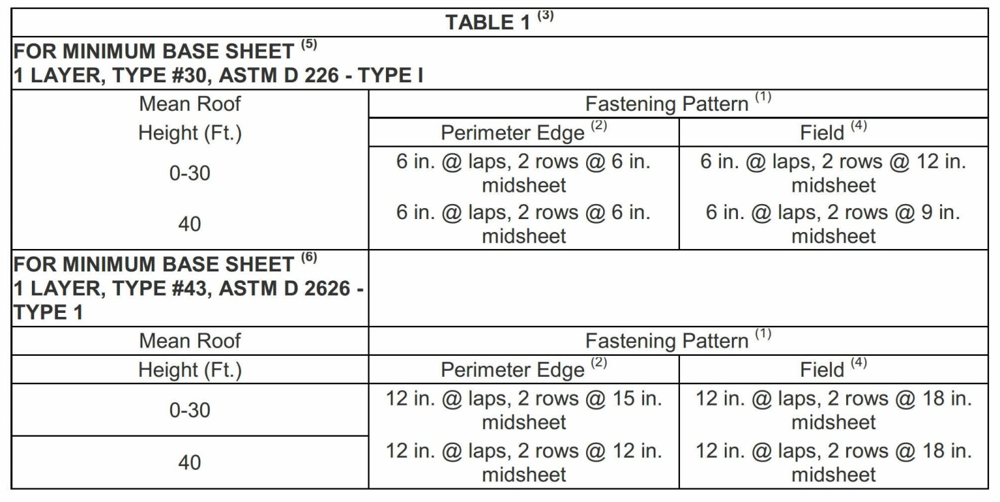 TABLE 1 (3)
FOR MINIMUM BASE SHEET (5)
1 LAYER, TYPE #30, ASTM D 226 - TYPE I
Mean Roof
Fastening Pattern (1)
Height (Ft.)
Perimeter Edge (2)
Field (4)
0-30
6 in. @ laps, 2 rows @ 6 in.
midsheet
6 in. @ laps, 2 rows @ 12 in.
midsheet
40
6 in. @ laps, 2 rows @ 6 in.
midsheet
6 in. @ laps, 2 rows @ 9 in.
midsheet
FOR MINIMUM BASE SHEET (6)
1 LAYER, TYPE #43, ASTM D 2626 -
TYPE 1
Mean Roof
Fastening Pattern (1)
Height (Ft.)
Perimeter Edge (2)
Field (4)
0-30
12 in. @ laps, 2 rows @ 15 in.
midsheet
12 in. @ laps, 2 rows @ 18 in.
midsheet
40
12 in. @ laps, 2 rows @ 12 in.
midsheet
12 in. @ laps, 2 rows @ 18 in.
midsheet